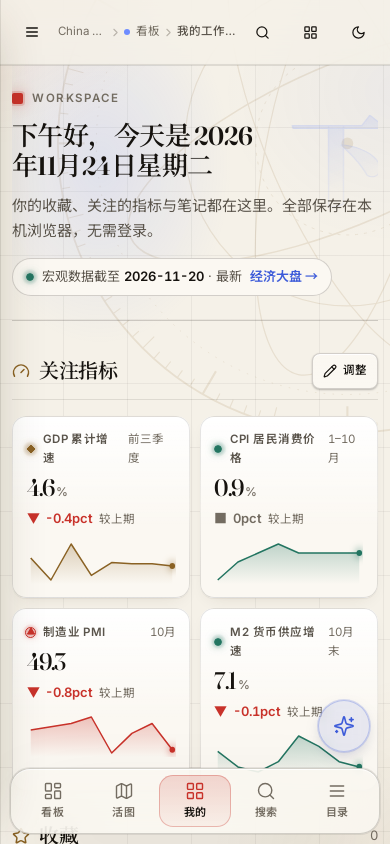 China ...
看板
我的工作...
WORKSPACE
下午好，今天是2026
年11月24日星期二
你的收藏、关注的指标与笔记都在这里。全部保存在本
机浏览器，无需登录。
宏观数据截至 2026-11-20 · 最新 经济大盘 →
关注指标
调整
GDP 累计增
速
前三季
度
4.6%
▼ -0.4pct 较上期
CPI 居民消费价
格
1–10
月
0.9%
■ 0pct 较上期
制造业 PMI
10月
49.3
▼ -0.8pct 较上期
M2 货币供应增
速
10月
末
7.1%
▼ -0.1pct 较上期
看板
活图
我的
搜索
目录
收藏
0